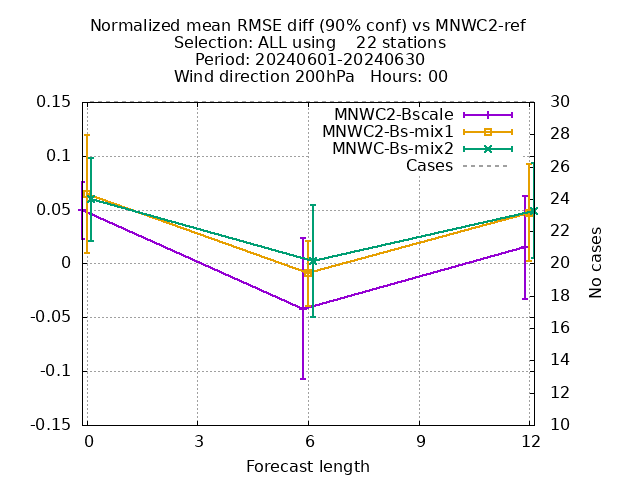 Normalized mean RMSE diff (90% conf) vs MNWC2-ref
Selection: ALL using    22 stations
Period: 20240601-20240630
Wind direction 200hPa   Hours: 00
MNWC2-Bscale
MNWC2-Bs-mix1
MNWC-Bs-mix2
Cases
0.15
0.1
0.05
0
-0.05
-0.1
-0.15
30
28
26
24
22
20
18
16
14
12
10
No cases
0 3 6 9 12
Forecast length